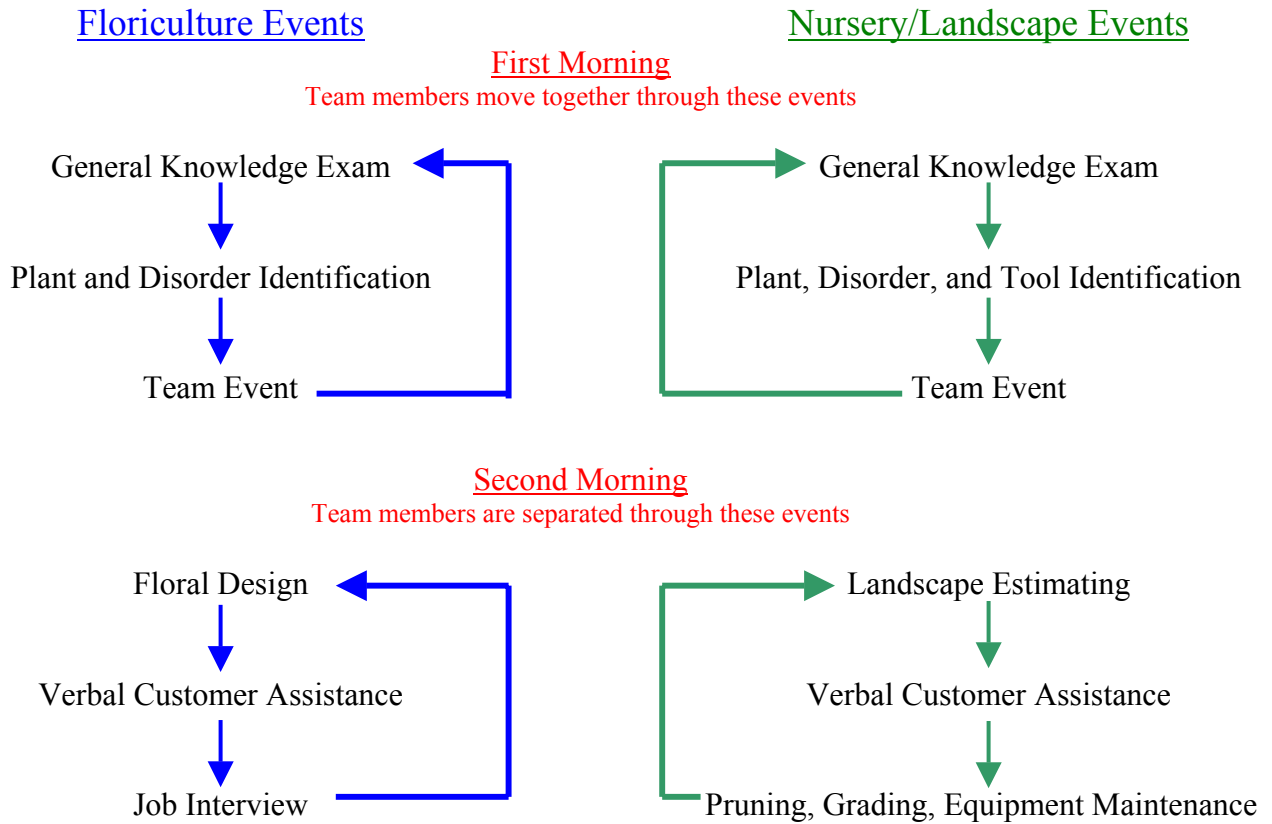 Floriculture Events
Nursery/Landscape Events
First Morning
Team members move together through these events
General Knowledge Exam
General Knowledge Exam
Plant and Disorder Identification
Plant, Disorder, and Tool Identification
Team Event
Team Event
Second Morning
Team members are separated through these events
Floral Design
Landscape Estimating
Verbal Customer Assistance
Verbal Customer Assistance
Job Interview
Pruning, Grading, Equipment Maintenance